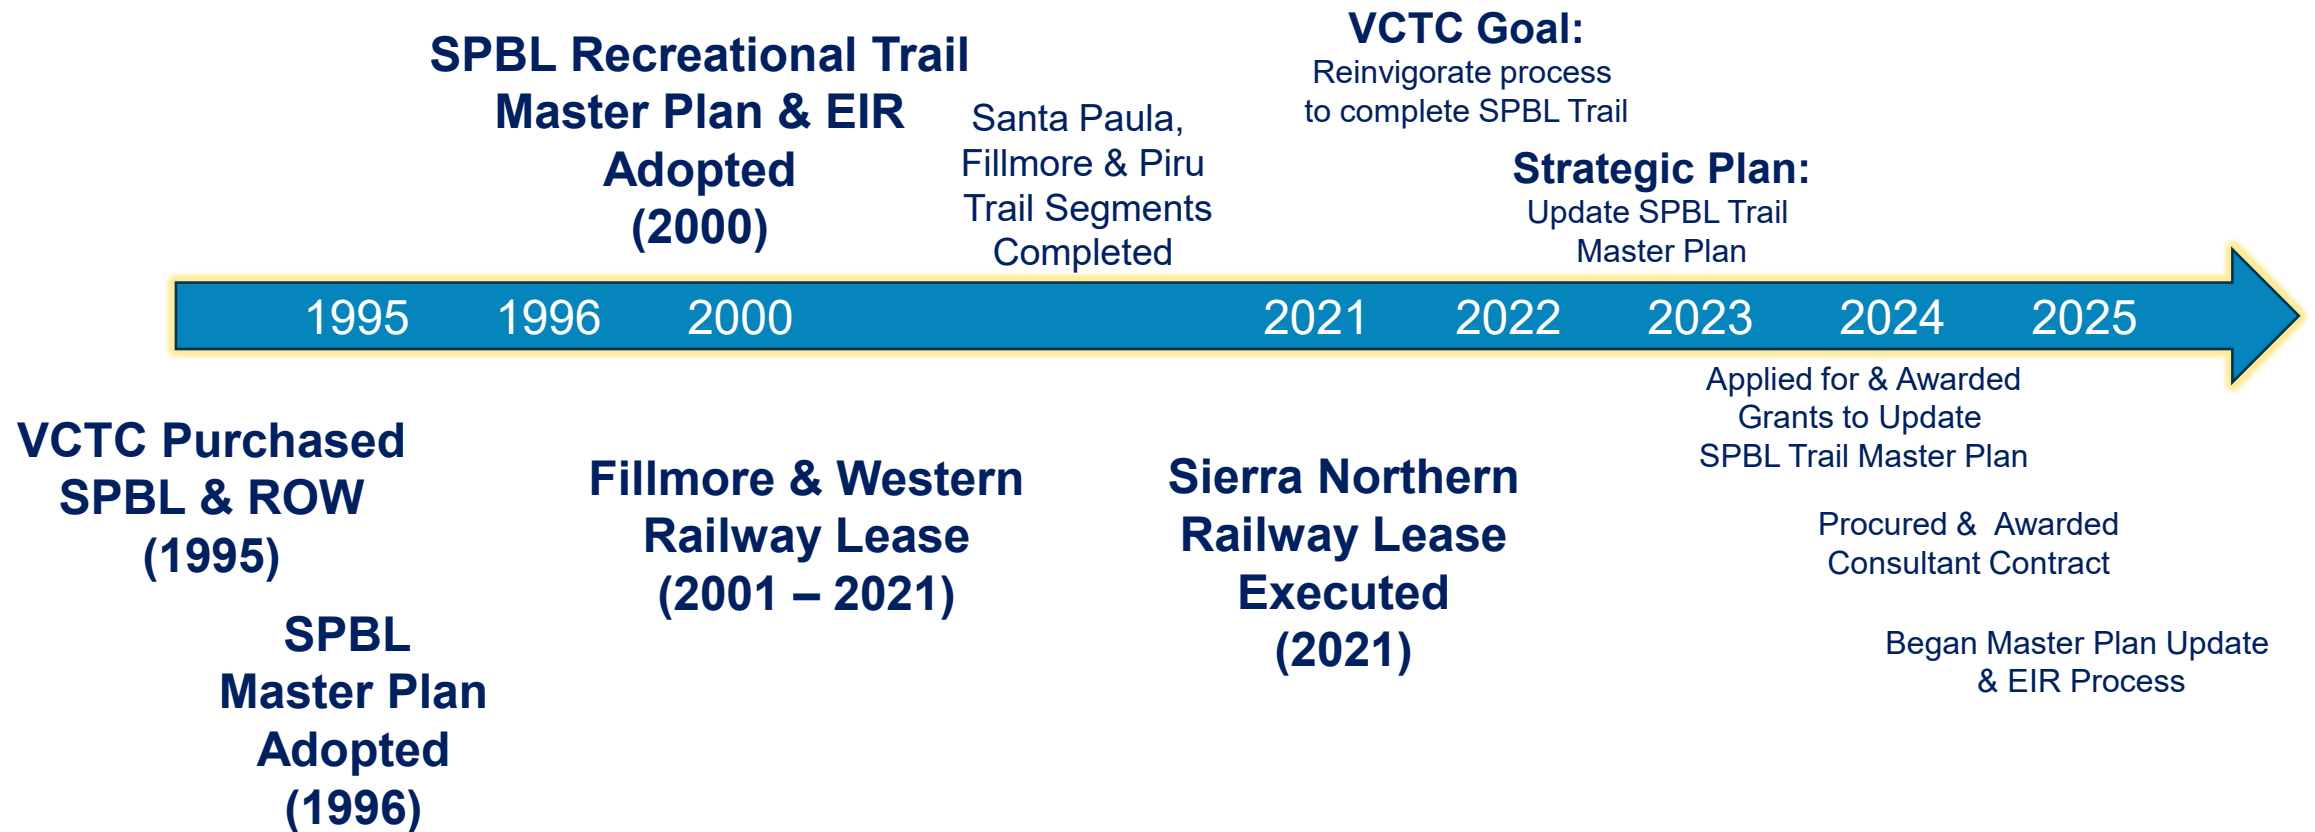 SPBL Recreational Trail
Master Plan & EIR
Adopted
(2000)
Santa Paula,
Fillmore & Piru
Trail Segments
Completed
VCTC Goal:
Reinvigorate process
to complete SPBL Trail
Strategic Plan:
Update SPBL Trail
Master Plan
1995 1996 2000 2021 2022 2023 2024 2025
VCTC Purchased
SPBL & ROW
(1995)
SPBL
Master Plan
Adopted
(1996)
Fillmore & Western
Railway Lease
(2001 – 2021)
Sierra Northern
Railway Lease
Executed
(2021)
Applied for & Awarded
Grants to Update
SPBL Trail Master Plan
Procured & Awarded
Consultant Contract
Began Master Plan Update
& EIR Process